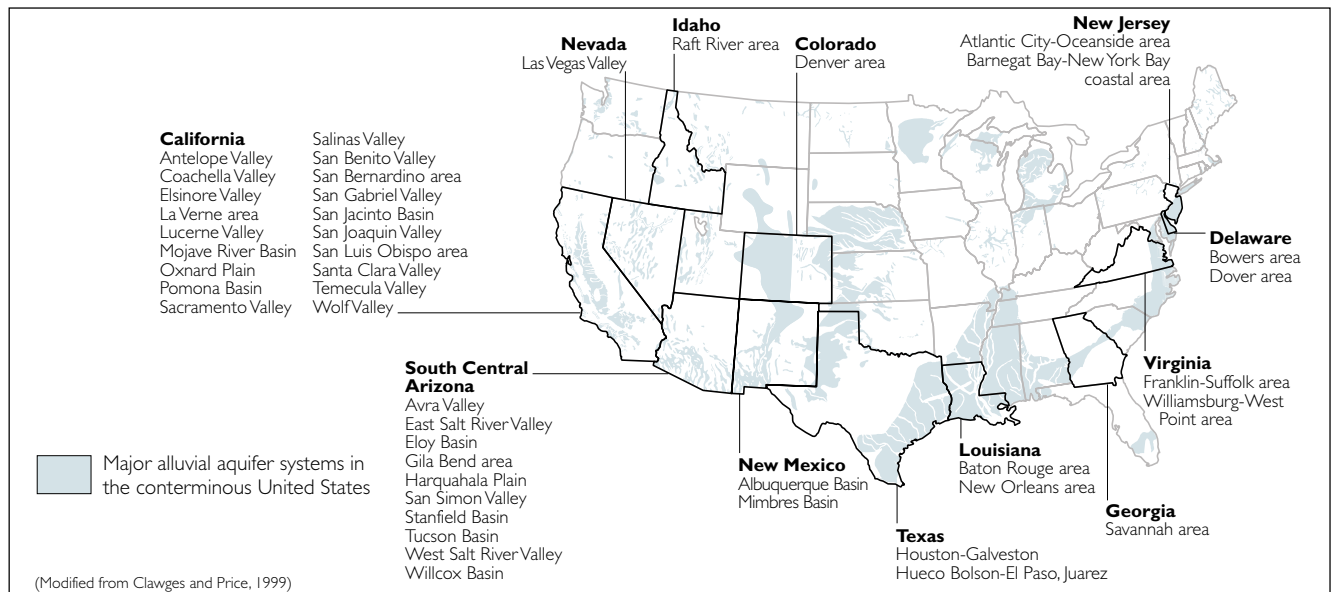 Idaho
Raft River area
Nevada
Las Vegas Valley
Colorado
Denver area
New Jersey
Atlantic City-Oceanside area
Barnegat Bay-New York Bay
coastal area
California
Antelope Valley
Coachella Valley
Elsinore Valley
La Verne area
Lucerne Valley
Mojave River Basin
Oxnard Plain
Pomona Basin
Sacramento Valley
Salinas Valley
San Benito Valley
San Bernardino area
San Gabriel Valley
San Jacinto Basin
San Joaquin Valley
San Luis Obispo area
Santa Clara Valley
Temecula Valley
Wolf Valley
Delaware
Bowers area
Dover area
South Central
Arizona
Avra Valley
East Salt River Valley
Eloy Basin
Gila Bend area
Harquahala Plain
San Simon Valley
Stanfield Basin
Tucson Basin
West Salt River Valley
Willcox Basin
Virginia
Franklin-Suffolk area
Williamsburg-West
Point area
Major alluvial aquifer systems in
the conterminous United States
New Mexico
Albuquerque Basin
Mimbres Basin
Louisiana
Baton Rouge area
New Orleans area
Georgia
Savannah area
Texas
Houston-Galveston
Hueco Bolson-El Paso, Juarez
(Modified from Clawges and Price, 1999)